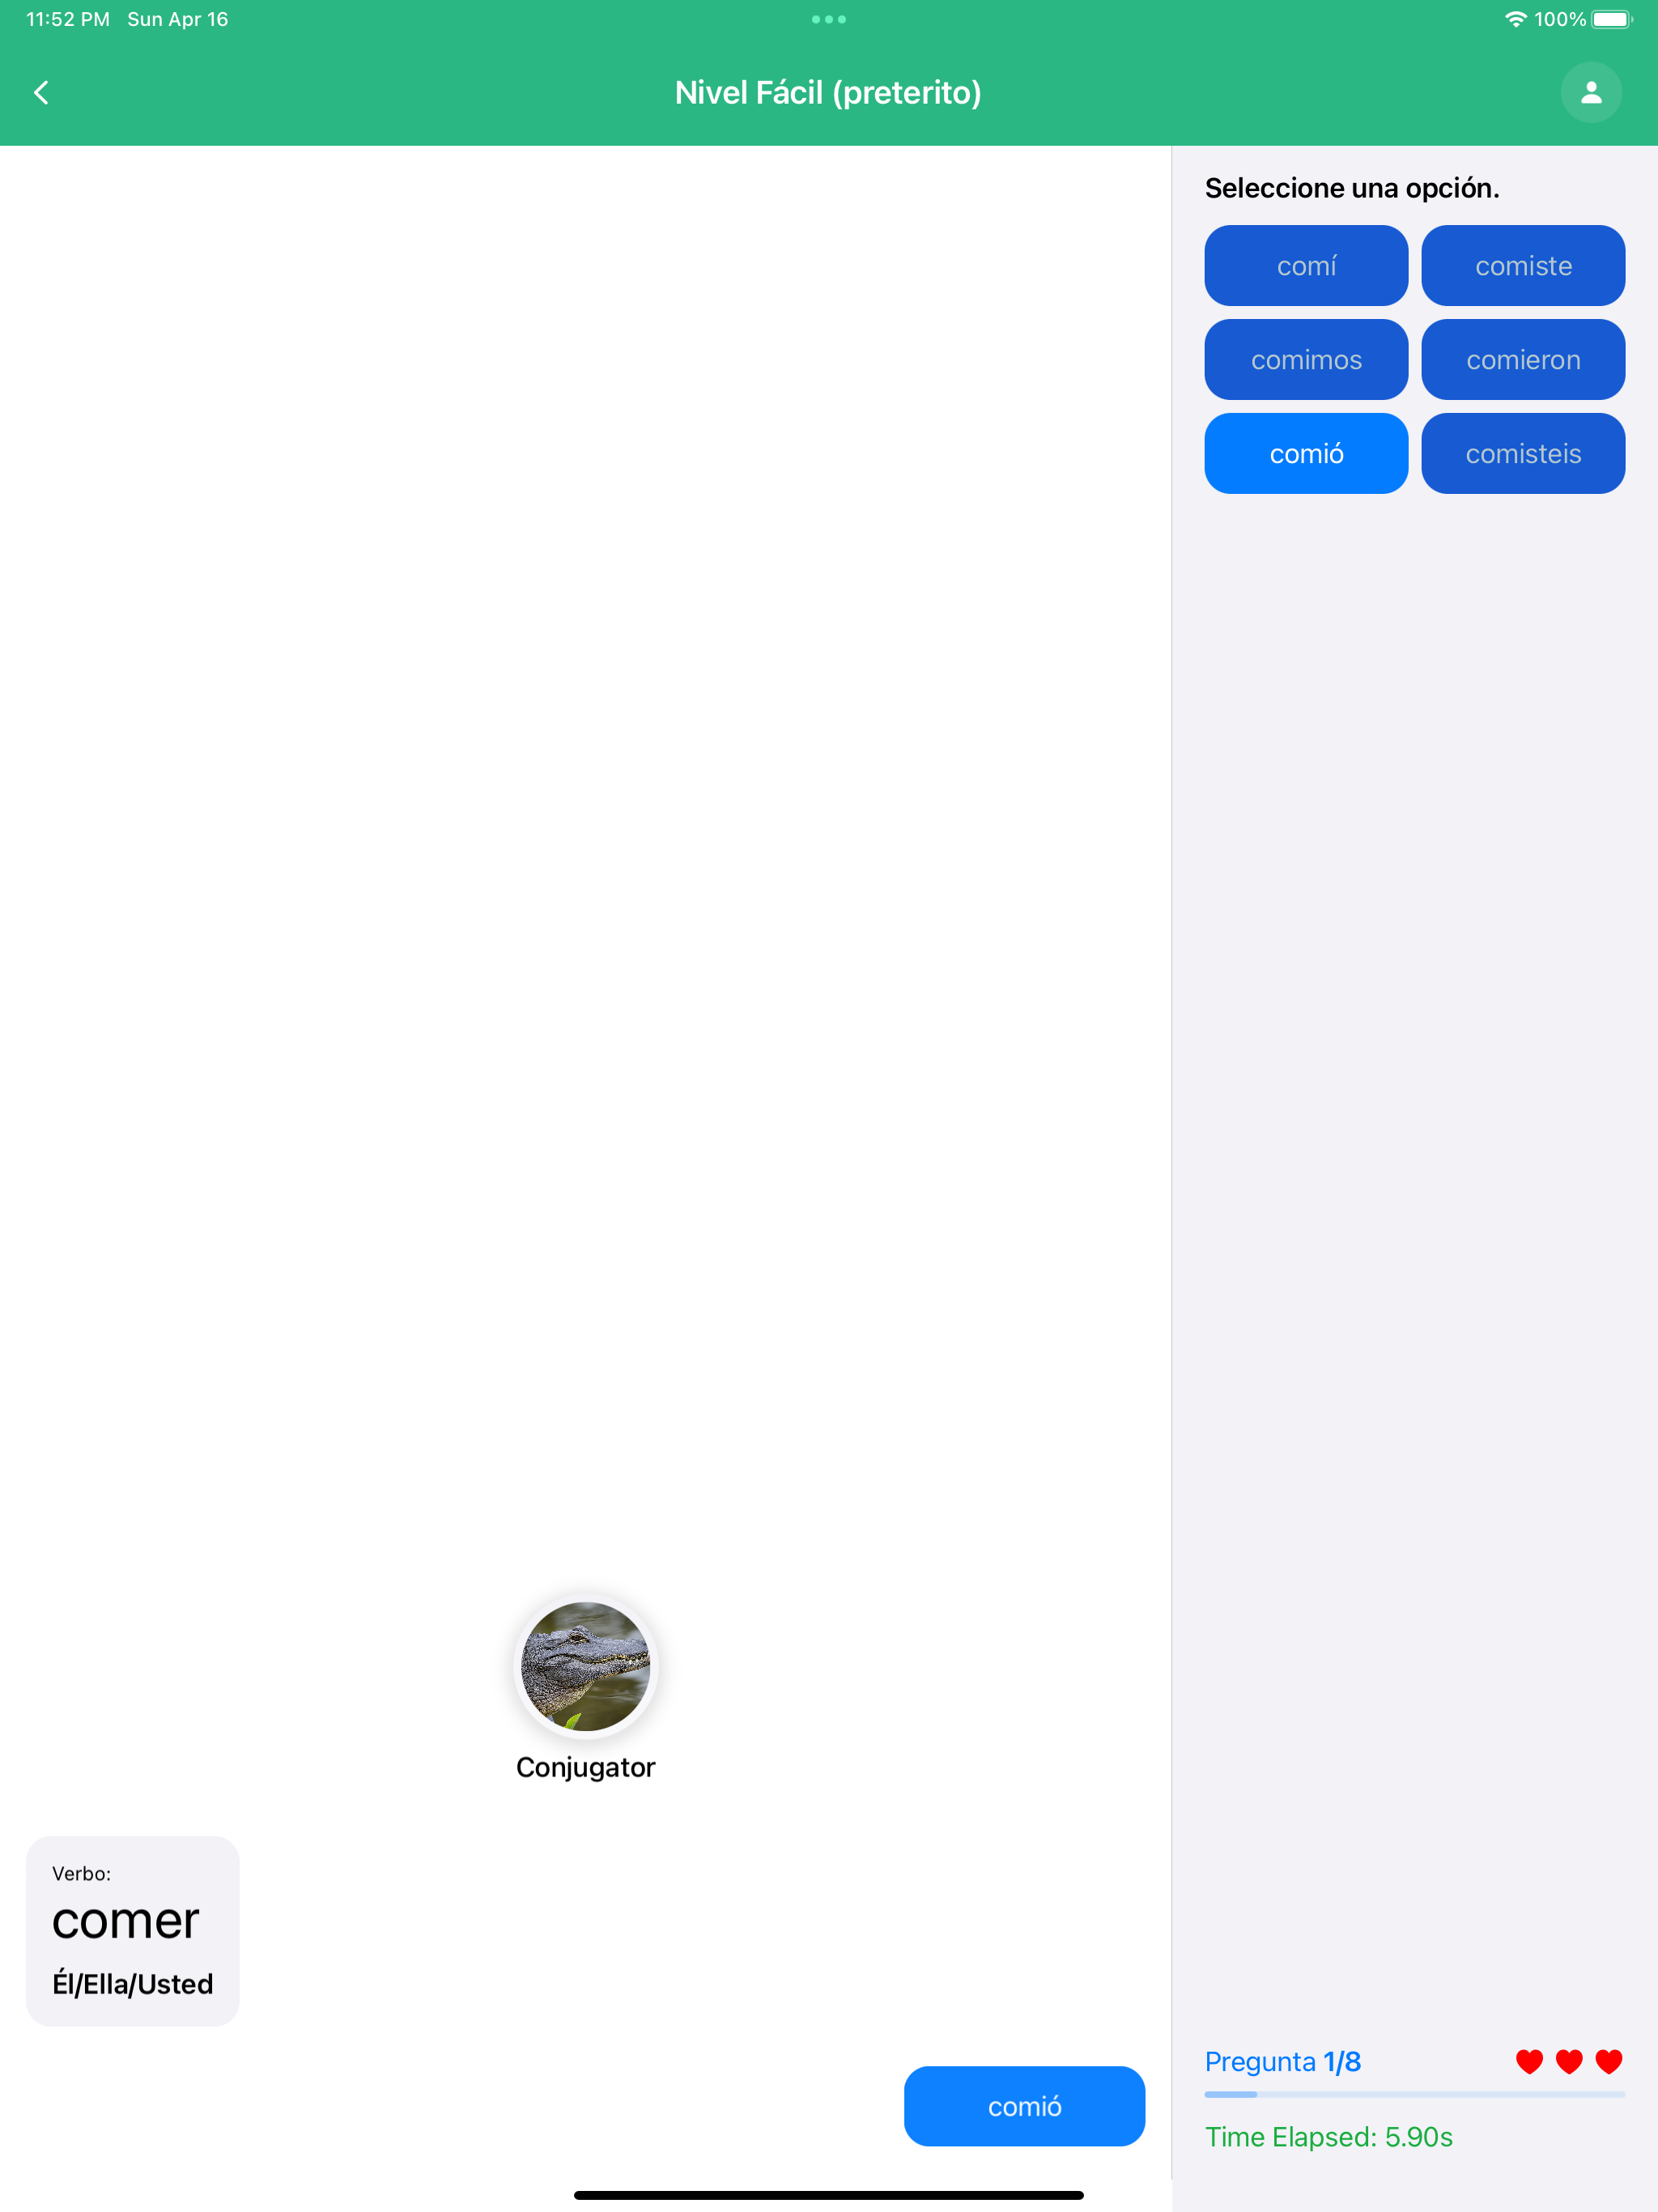 11:52 PM Sun Apr 16
100%
Nivel Fácil (preterito)
Seleccione una opción.
comí comiste
comimos comieron
comió comisteis
Conjugator
Verbo:
comer
Él/Ella/Usted
comió
Pregunta 1/8
Time Elapsed: 5.90s